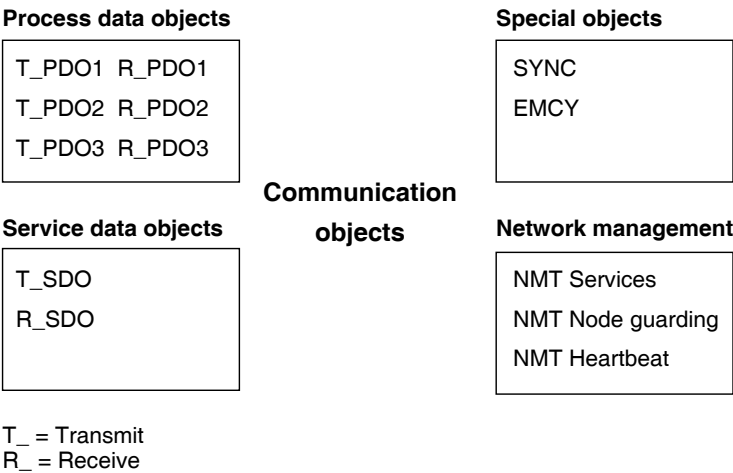 Process data objects
T_PDO1 R_PDO1
T_PDO2 R_PDO2
T_PDO3 R_PDO3
Special objects
SYNC
EMCY
Communication
objects
Service data objects
T_SDO
R_SDO
Network management
NMT Services
NMT Node guarding
NMT Heartbeat
T_ = Transmit
R_ = Receive